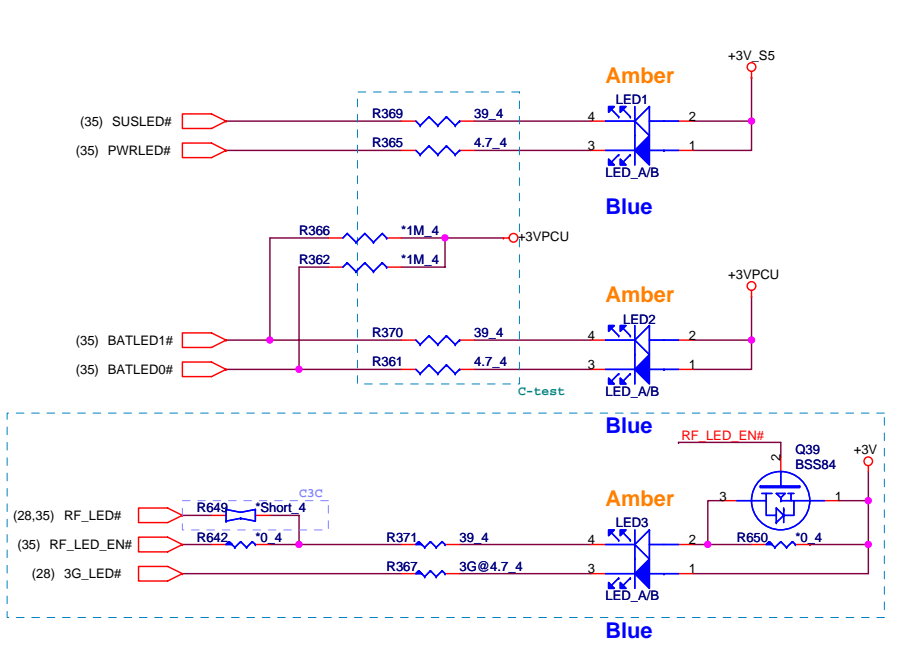 +3V_S5
Amber
LED1
(35) SUSLED# R369 39_4 4 2
(35) PWRLED# R365 4.7_4 3 1
LED_A/B
Blue
R366 *1M_4 +3VPCU
R362 *1M_4
+3VPCU
Amber
LED2
(35) BATLED1# R370 39_4 4 2
(35) BATLED0# R361 4.7_4 3 1
LED_A/B
C-test
Blue
RF_LED_EN# Q39 +3V
2 BSS84
C3C Amber 3 1
(28,35) RF_LED# R649 *Short_4
LED3
(35) RF_LED_EN# R642 *0_4 R371 39_4 4 2 R650 *0_4
(28) 3G_LED# R367 3G@4.7_4 3 1
LED_A/B
Blue